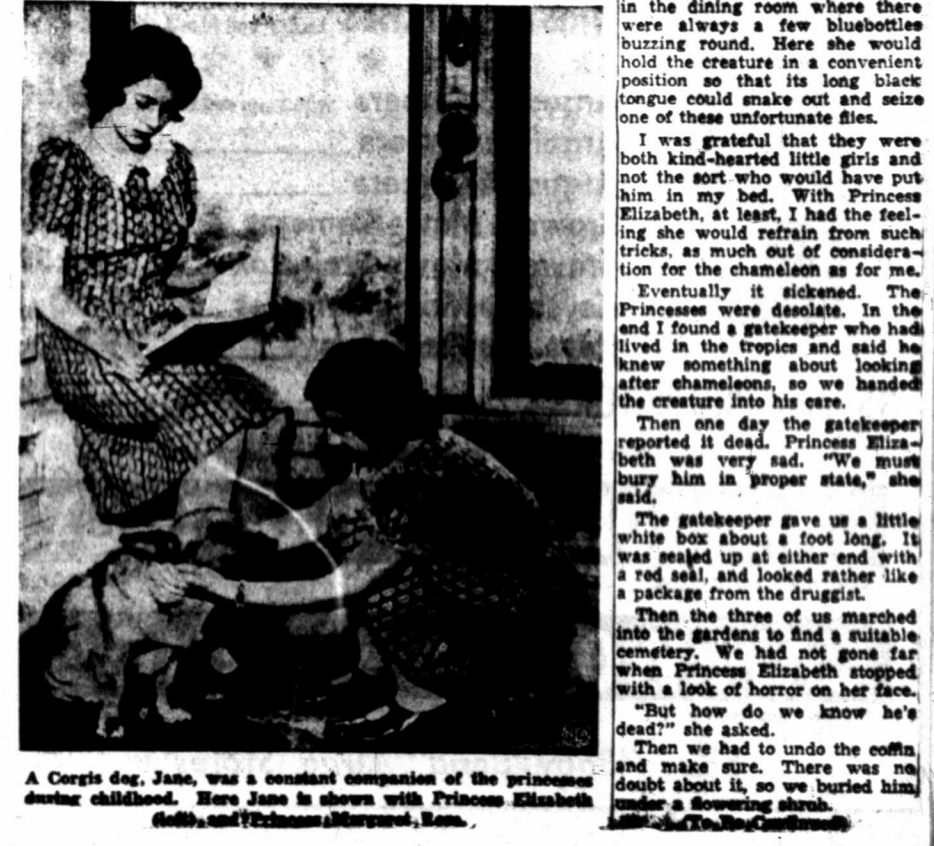 in the dining room where there
were always a few bluebottles
buzzing round. Here she would
hold the creature in a convenient
position so that its long black
tongue could snake out and seize
one of these unfortunate flies.
I was grateful that they were
both kind-hearted little girls and
not the sort who would have put
him in my bed. With Princess
Elizabeth, at least, I had the feel-
ing she would refrain from such
tricks, as much out of considera-
tion for the chameleon as for me.
Eventually it sickened. The
Princesses were desolate. In the
end I found a gatekeeper who had
lived in the tropics and said he
knew something about looking
after chameleons, so we handed
the creature into his care.
Then one day the gatekeeper
reported it dead. Princess Eliza-
beth was very sad. "We must
bury him in proper state," she
said.
The gatekeeper gave us a little
white box about a foot long. It
was sealed up at either end with
a red seal, and looked rather like
a package from the druggist.
Then the three of us marched
into the gardens to find a suitable
cemetery. We had not gone far
when Princess Elizabeth stopped
with a look of horror on her face.
"But how do we know he's
dead?" she asked.
Then we had to undo the coffin
and make sure. There was no
doubt about it, so we buried him
under a flowering shrub.
(To Be Continued)
A Corgis dog, Jane, was a constant companion of the princesses
during childhood. Here Jane is shown with Princess Elizabeth
(left), and Princess Margaret Rose.